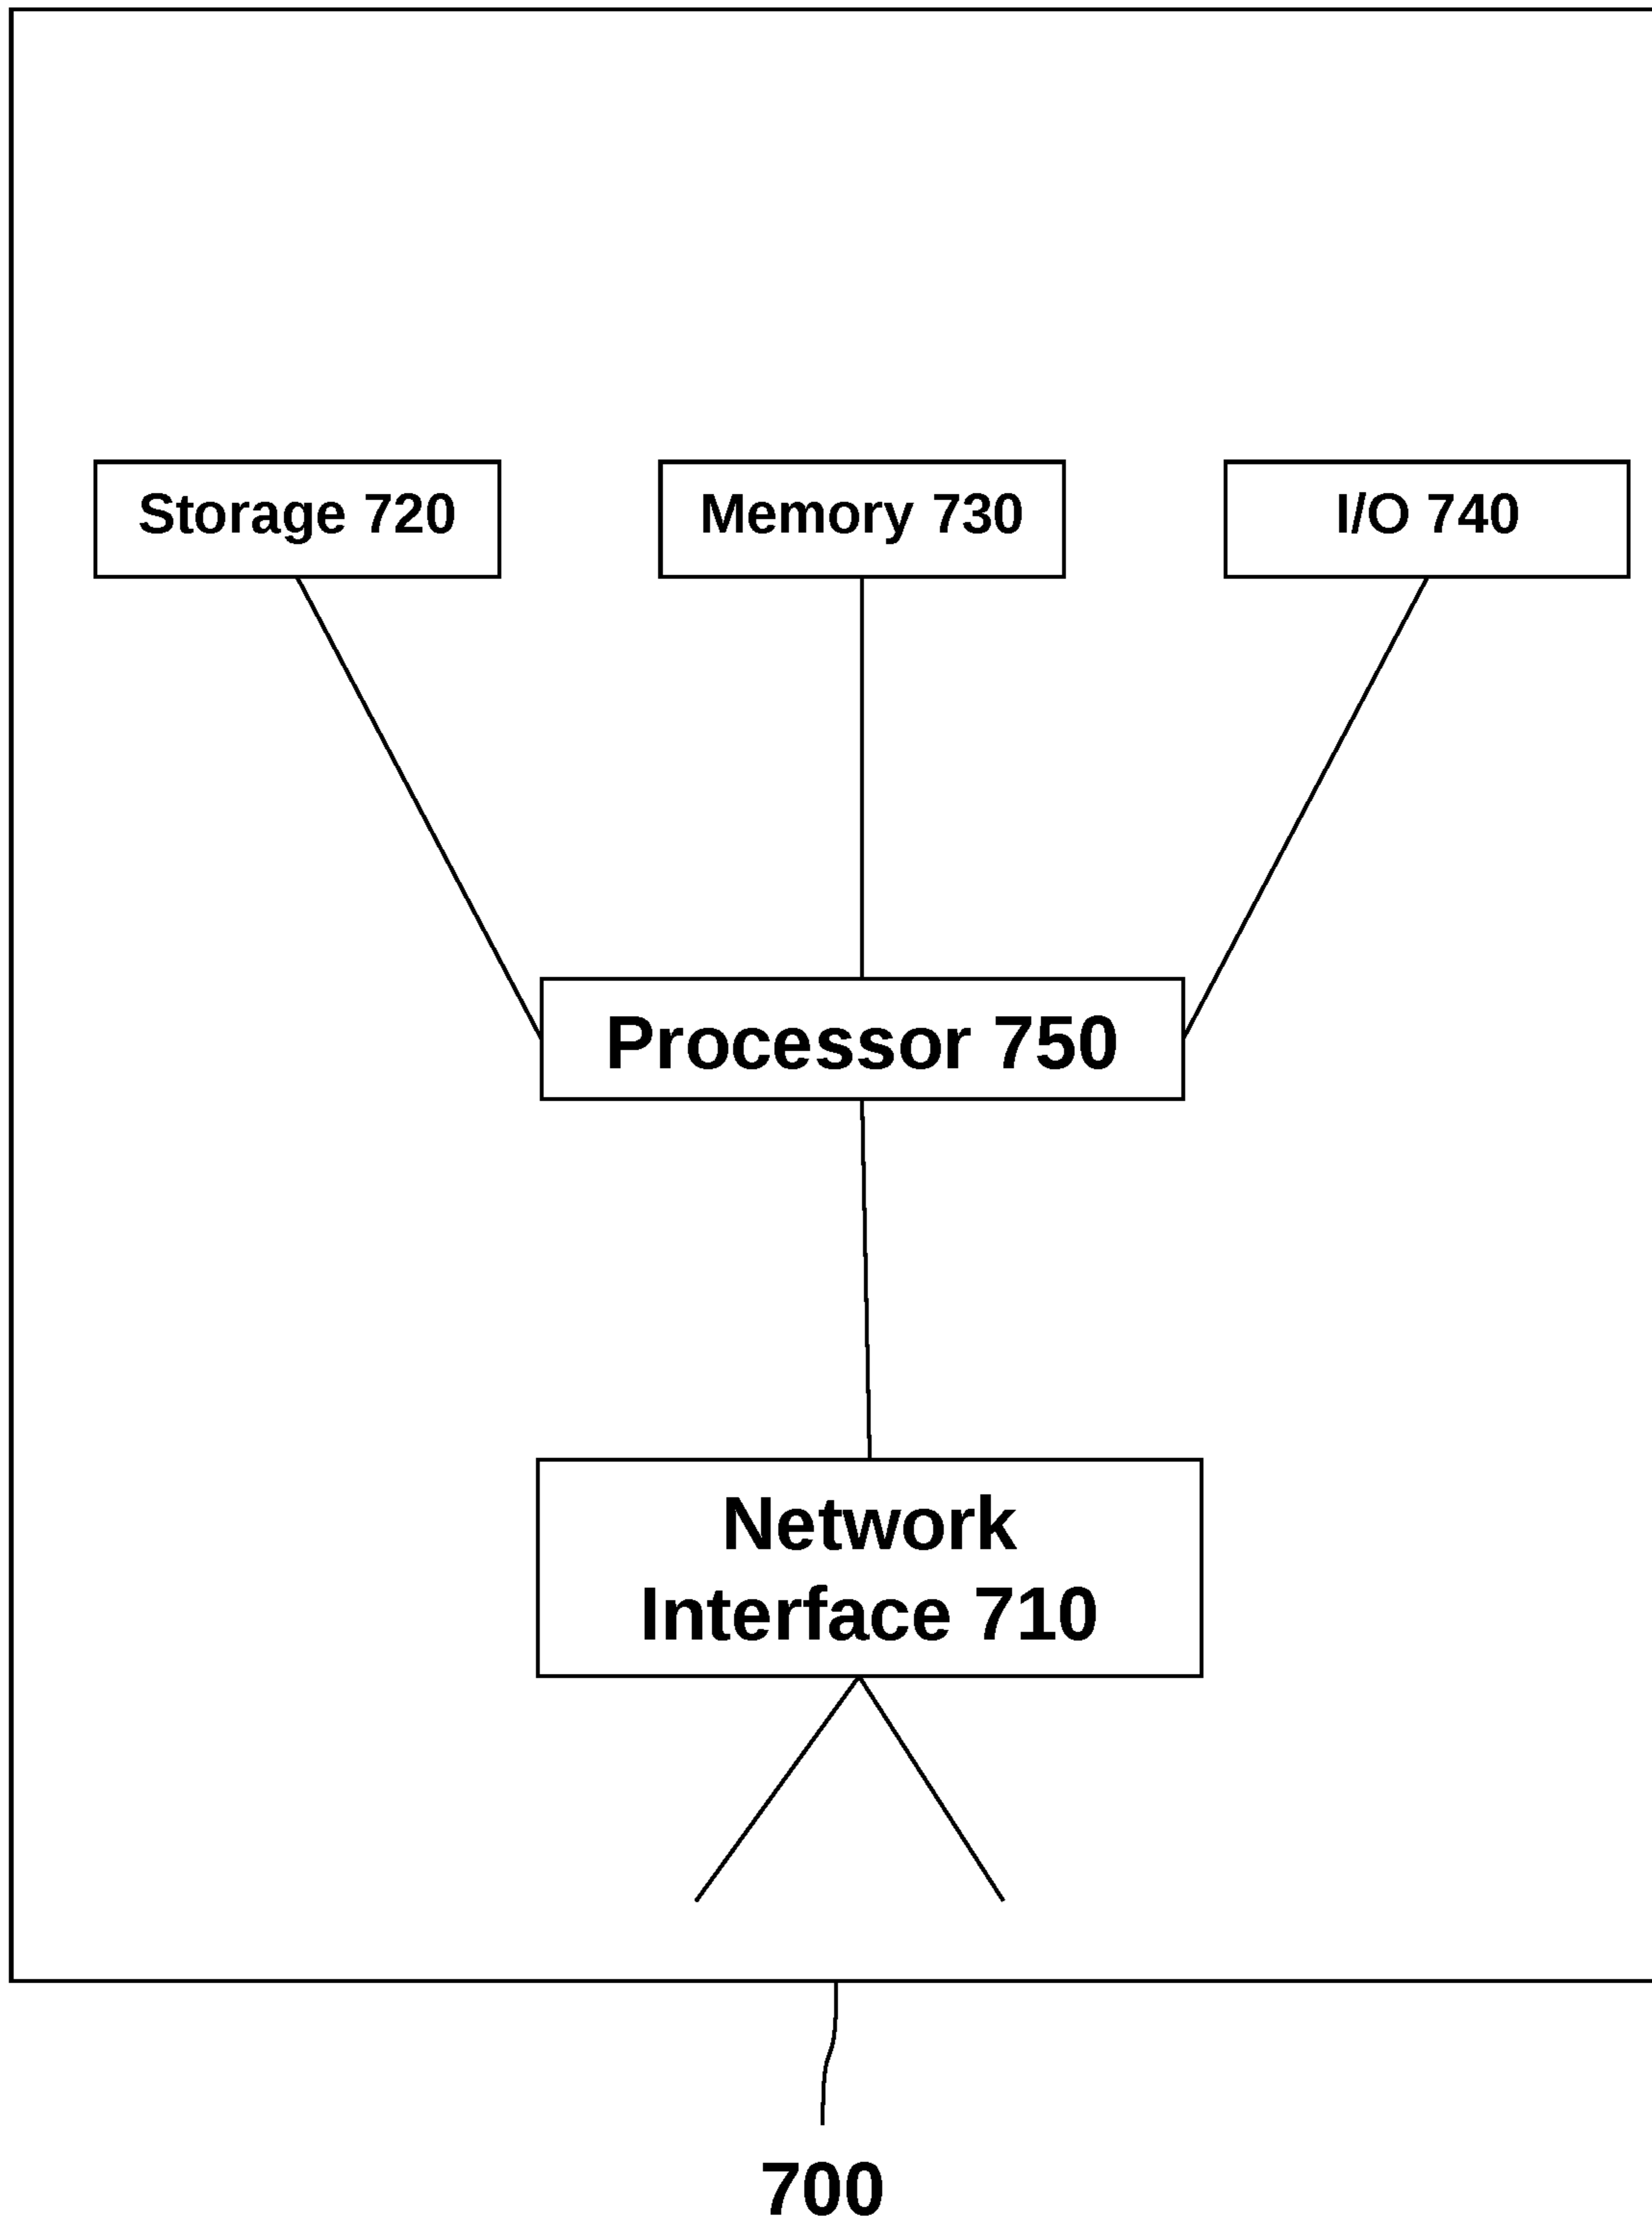 Storage 720
Memory 730
I/O 740
Processor 750
Network
Interface 710
700